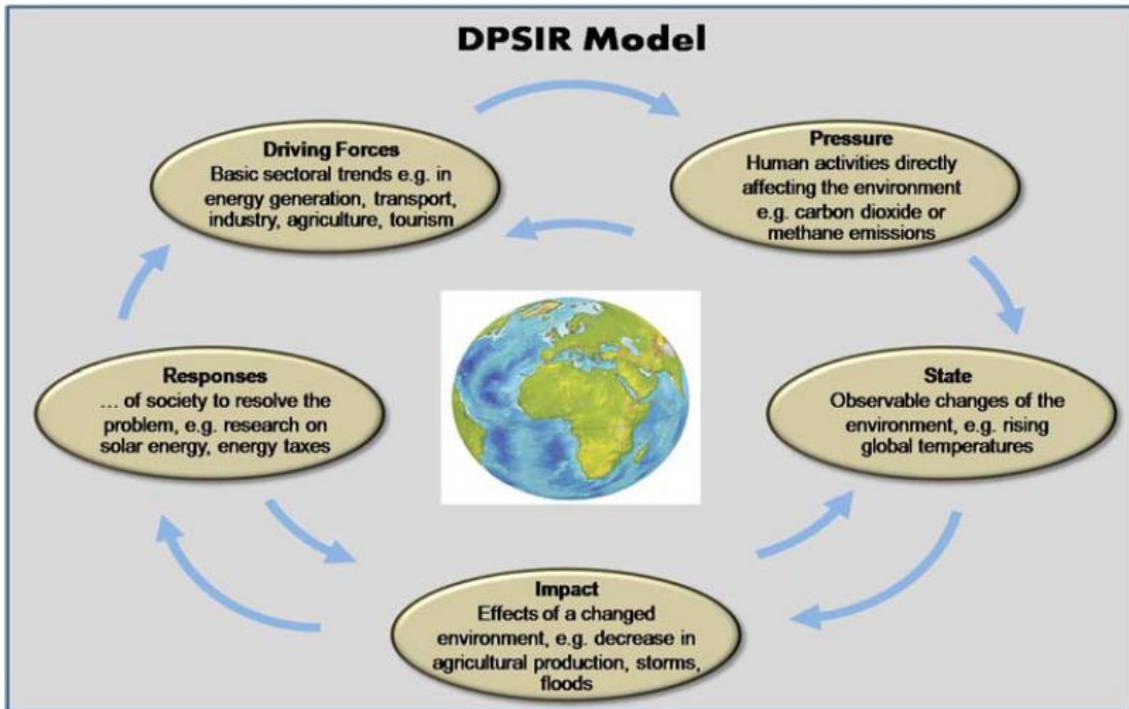 DPSIR Model
Driving Forces
Basic sectoral trends e.g. in
energy generation, transport,
industry, agriculture, tourism
Pressure
Human activities directly
affecting the environment
e.g. carbon dioxide or
methane emissions
Responses
... of society to resolve the
problem, e.g. research on
solar energy, energy taxes
State
Observable changes of the
environment, e.g. rising
global temperatures
Impact
Effects of a changed
environment, e.g. decrease in
agricultural production, storms,
floods